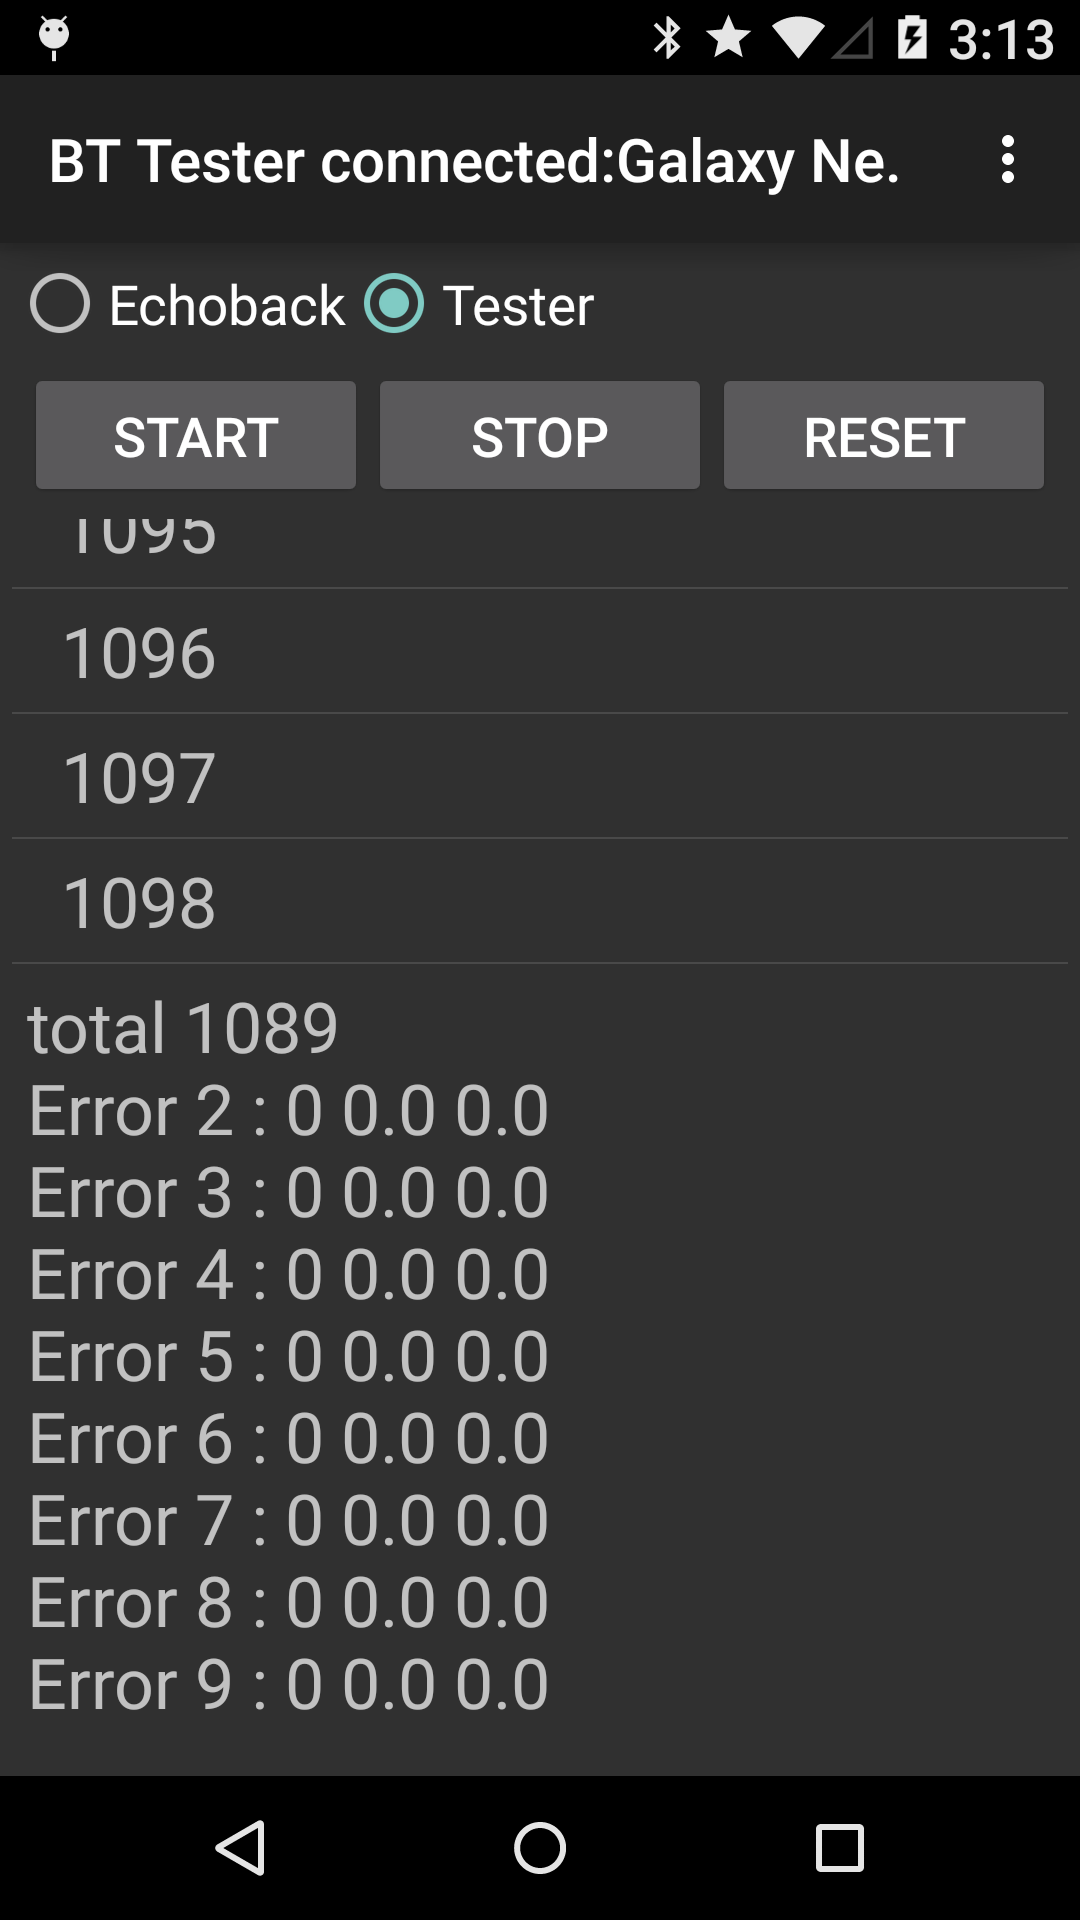 3:13
BT Tester connected:Galaxy Ne.
Echoback Tester
START STOP RESET
1095
1096
1097
1098
total 1089
Error 2 : 0 0.0 0.0
Error 3 : 0 0.0 0.0
Error 4 : 0 0.0 0.0
Error 5 : 0 0.0 0.0
Error 6 : 0 0.0 0.0
Error 7 : 0 0.0 0.0
Error 8 : 0 0.0 0.0
Error 9 : 0 0.0 0.0